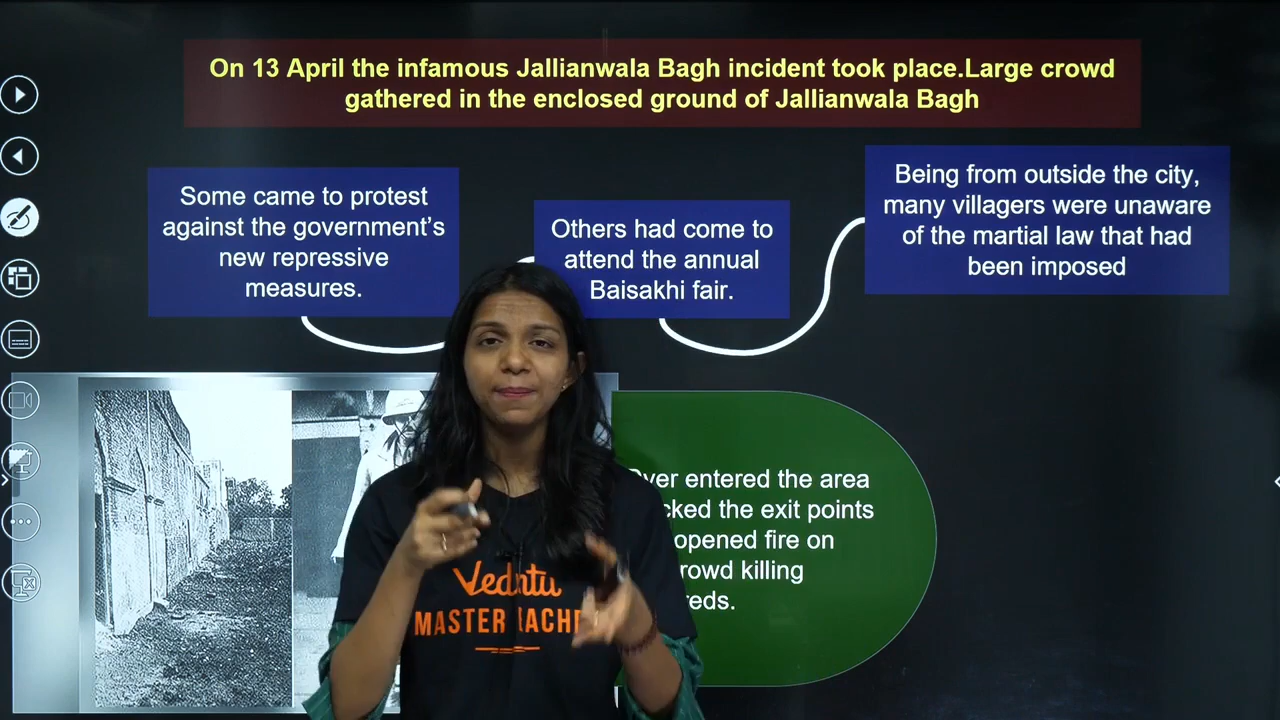 On 13 April the infamous Jallianwala Bagh incident took place.Large crowd
gathered in the enclosed ground of Jallianwala Bagh
Some came to protest
against the government’s
new repressive
measures.
Others had come to
attend the annual
Baisakhi fair.
Being from outside the city,
many villagers were unaware
of the martial law that had
been imposed
entered the area
the exit points
opened fire on
killing
Vedantu
MASTER